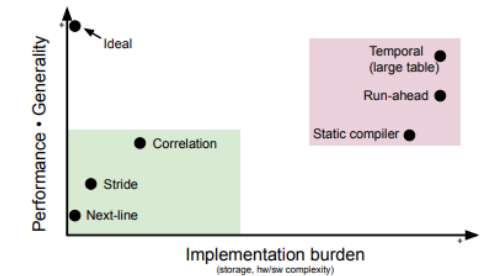 +
Ideal
Temporal
(large table)
Run-ahead
Static compiler
Correlation
Stride
Next-line
Performance • Generality
+
Implementation burden
(storage, hw/sw complexity)